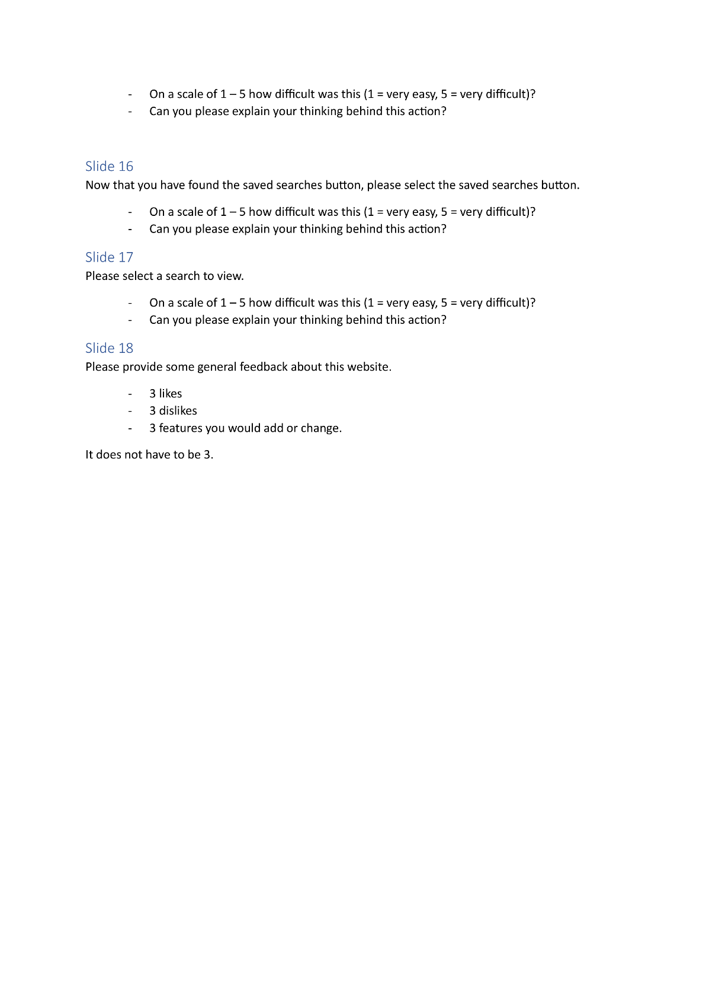 - On a scale of 1 – 5 how difficult was this (1 = very easy, 5 = very difficult)?
- Can you please explain your thinking behind this action?
Slide 16
Now that you have found the saved searches button, please select the saved searches button.
- On a scale of 1 – 5 how difficult was this (1 = very easy, 5 = very difficult)?
- Can you please explain your thinking behind this action?
Slide 17
Please select a search to view.
- On a scale of 1 – 5 how difficult was this (1 = very easy, 5 = very difficult)?
- Can you please explain your thinking behind this action?
Slide 18
Please provide some general feedback about this website.
- 3 likes
- 3 dislikes
- 3 features you would add or change.
It does not have to be 3.